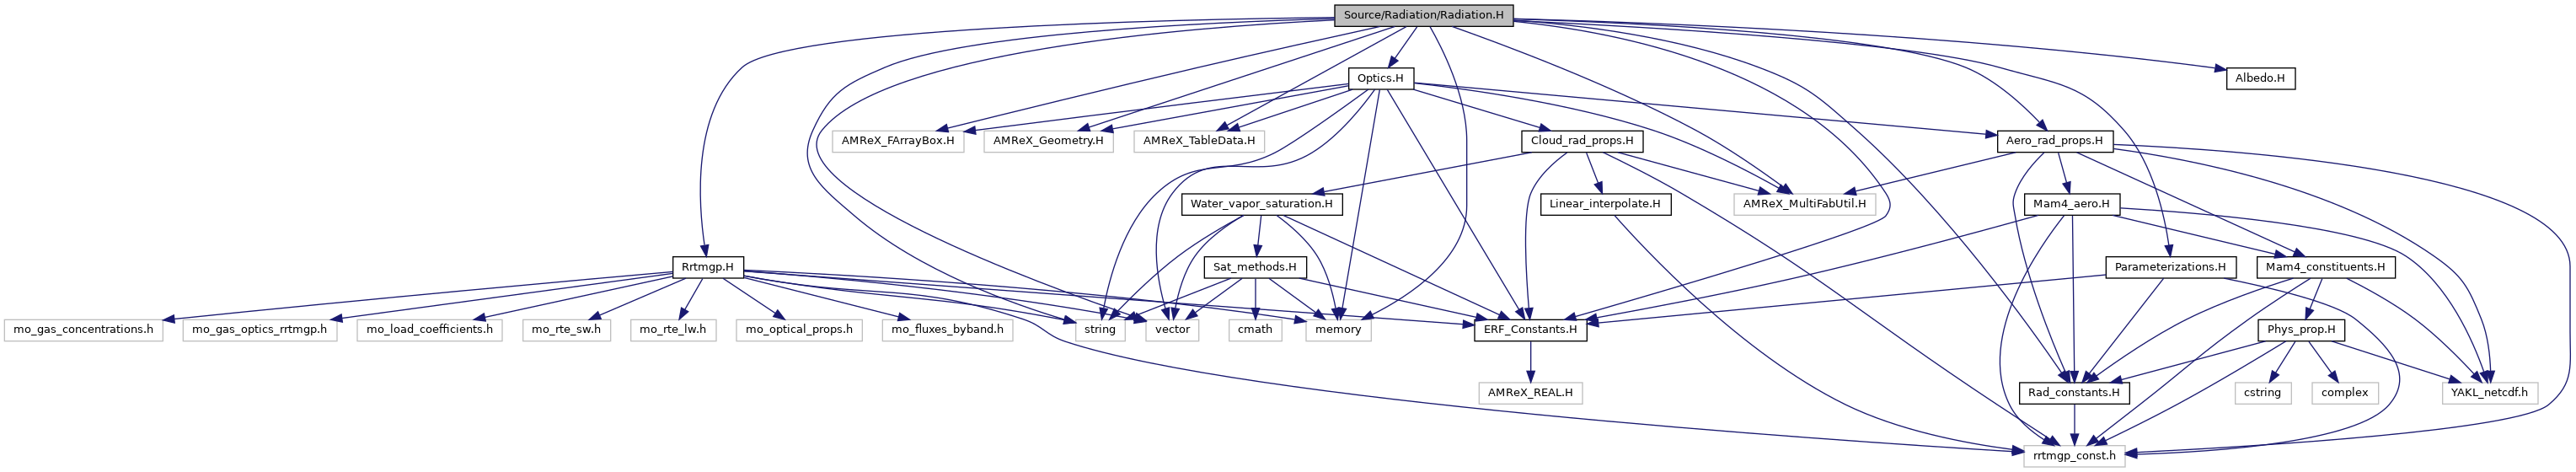 Source/Radiation/Radiation.H
Optics.H
Albedo.H
AMReX_FArrayBox.H
AMReX_Geometry.H
AMReX_TableData.H
Cloud_rad_props.H
Aero_rad_props.H
Water_vapor_saturation.H
Linear_interpolate.H
AMReX_MultiFabUtil.H
Mam4_aero.H
Rrtmgp.H
Sat_methods.H
Parameterizations.H
Mam4_constituents.H
mo_gas_concentrations.h
mo_gas_optics_rrtmgp.h
mo_load_coefficients.h
mo_rte_sw.h
mo_rte_lw.h
mo_optical_props.h
mo_fluxes_byband.h
string
vector
cmath
memory
ERF_Constants.H
Phys_prop.H
AMReX_REAL.H
Rad_constants.H
cstring
complex
YAKL_netcdf.h
rrtmgp_const.h